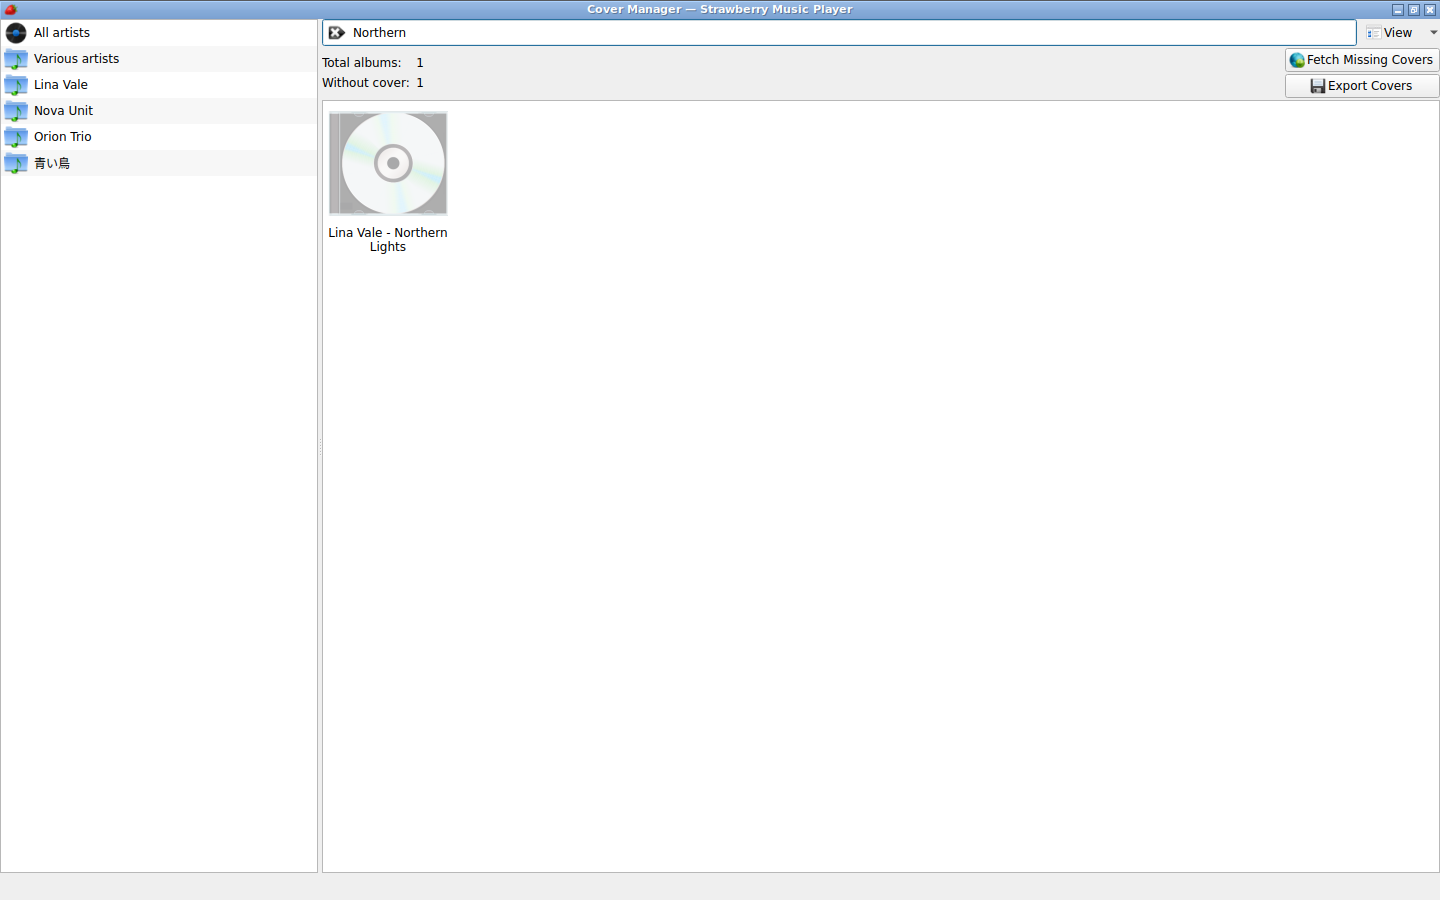 Cover Manager — Strawberry Music Player
All artists
Various artists
Lina Vale
Nova Unit
Orion Trio
青い鳥
Northern
View
Total albums: 1
Without cover: 1
Fetch Missing Covers
Export Covers
Lina Vale - Northern
Lights